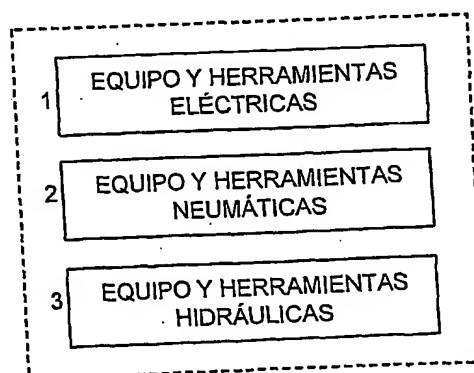 1
EQUIPO Y HERRAMIENTAS
ELÉCTRICAS
2
EQUIPO Y HERRAMIENTAS
NEUMÁTICAS
3
EQUIPO Y HERRAMIENTAS
HIDRÁULICAS